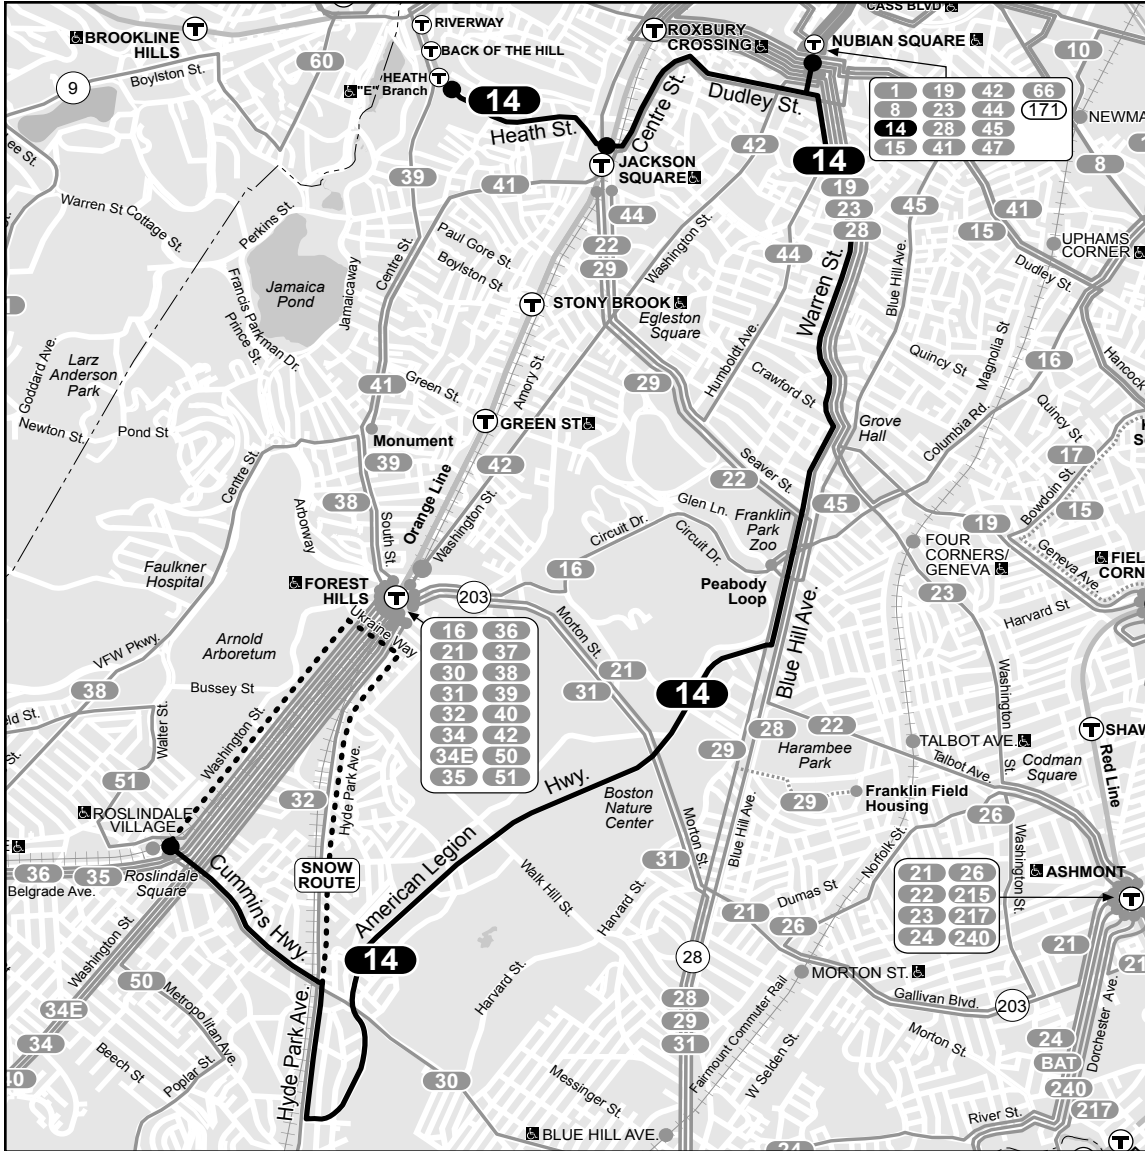 CASS BLVD
RIVERWAY
BROOKLINE
HILLS
ROXBURY
CROSSING
NUBIAN SQUARE
BACK OF THE HILL
60
10
Boylston St.
9
HEATH
"E" Branch
14
Heath St.
Centre St.
Dudley St.
1 19 42 66
8 23 44 171
14 28 45
15 41 47
NEWMA
8
42
14
JACKSON
SQUARE
39
41
19
44
23
45
41
28
15
ee St.
Warren St
Cottage St.
Perkins St.
Paul Gore St.
Boylston St
Centre St.
22
29
Washington St.
44
Warren St.
Blue Hill Ave.
UPHAMS
CORNER
Dudley St.
Jamaica
Pond
Jamaicaway
Francis Parkman Dr.
Prince St.
STONY BROOK
Egleston
Square
Goddard Ave.
Larz
Anderson
Park
Newton St.
Pond St
41
Green St.
Amory St.
29
Humboldt Ave.
Crawford St
Quincy St
Magnolia St
16
Hancock
Quincy St.
Columbia Rd.
GREEN ST
Monument
39
42
Grove
Hall
17
Bowdoin St.
15
Seaver St.
22
45
Centre St.
38
Arborway
South St.
Orange Line
Washington St.
Glen Ln.
Franklin
Park
Zoo
Circuit Dr.
Circuit Dr.
19
Geneva Ave.
FOUR
CORNERS/
GENEVA
FIEL
CORN
Faulkner
Hospital
FOREST
HILLS
203
16
Peabody
Loop
23
Harvard St
Ukraine Way
Arnold
Arboretum
VFW Pkwy.
Bussey St
38
16 36
21 37
30 38
31 39
32 40
34 42
34E 50
35 51
Morton St.
21
31
14
Blue Hill Ave.
Washington
St.
eld St.
St.
Walter St.
51
Washington St.
28
22
29
Harambee
Park
TALBOT AVE.
Talbot Ave.
Codman
Square
SHAW
Red Line
32
Hyde Park Ave.
Hwy.
Boston
Nature
Center
29
Franklin Field
Housing
26
ROSLINDALE
VILLAGE
36
35
Belgrade Ave.
Roslindale
Square
Cummins Hwy.
SNOW
ROUTE
American Legion
Walk Hill St.
Harvard St.
31
Morton St.
Blue Hill Ave.
Norfolk St.
Dumas St
Washington St.
21 26
22 215
23 217
24 240
ASHMONT
21
26
21
21
Washington St.
50
34E
34
40
Metropolitan Ave.
Beech St
Poplar St.
14
Harvard St.
28
MORTON ST.
Gallivan Blvd.
203
28
29
31
Fairmount Commuter Rail
W Selden St.
Morton St.
24
BAT
240
217
Dorchester Ave.
Hyde Park Ave.
30
Messinger St.
BLUE HILL AVE.
River St.
24